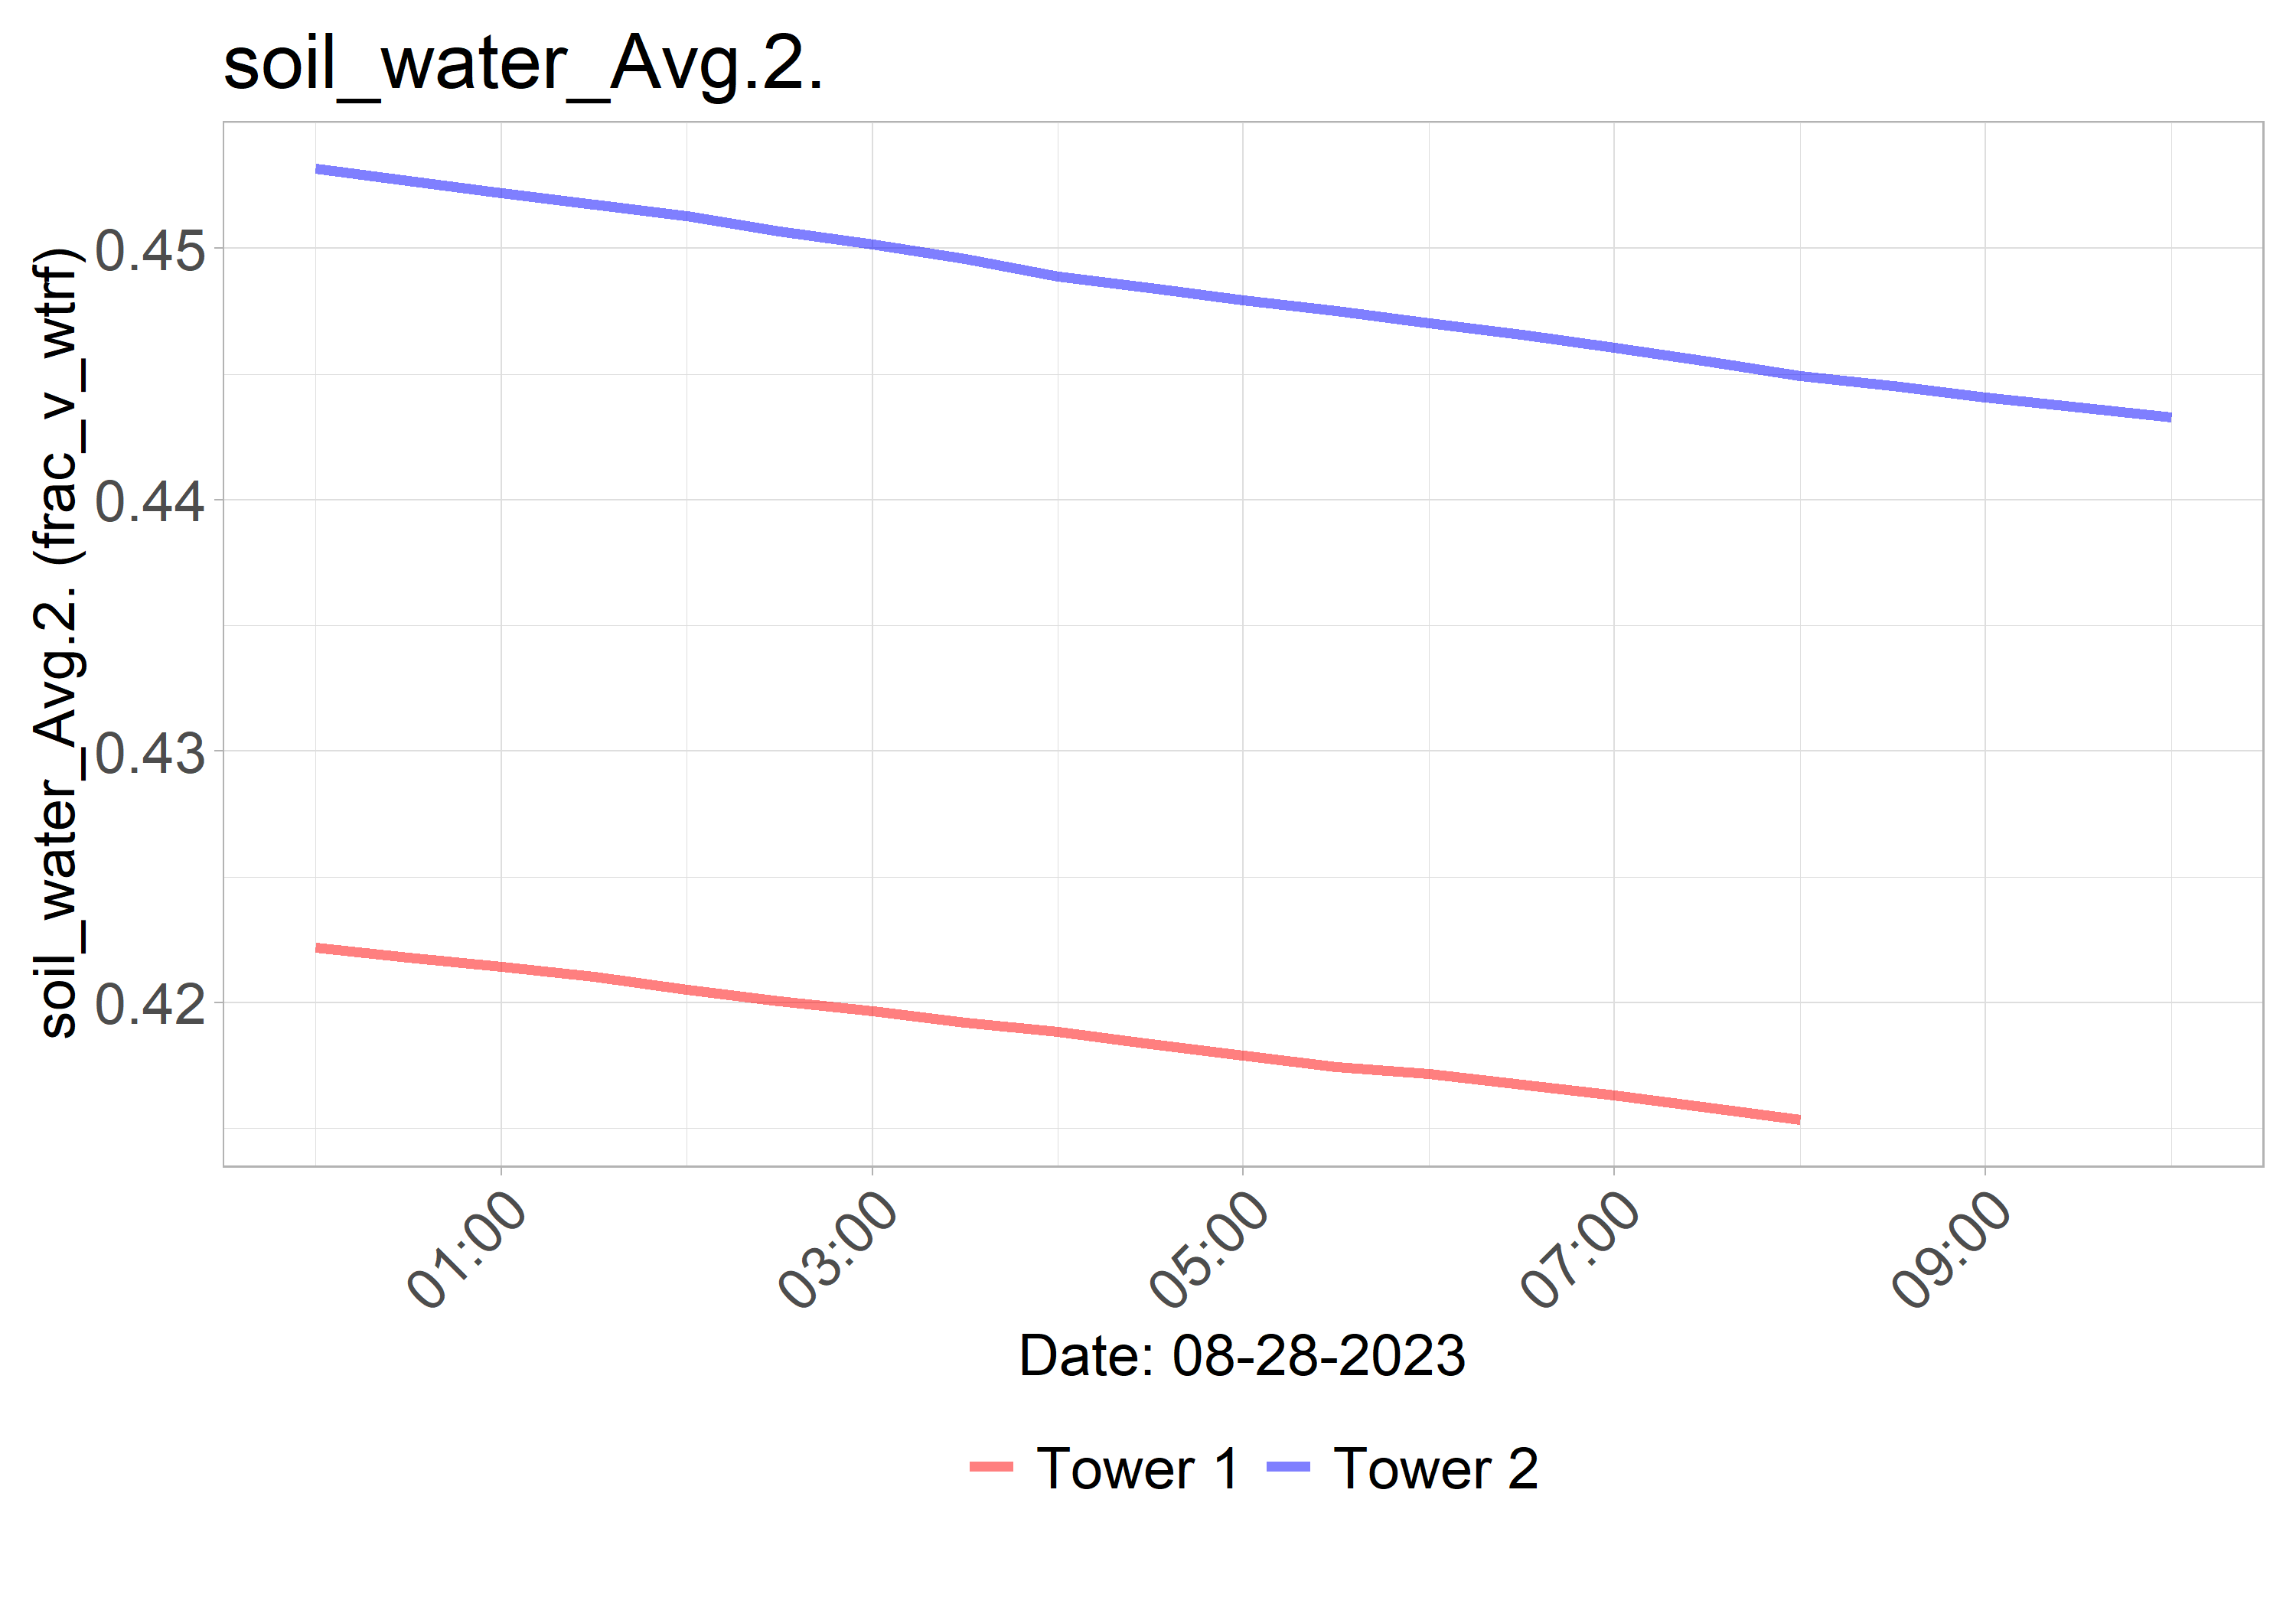 soil_water_Avg.2.
soil_water_Avg.2. (frac_v_wtrf)
0.45
0.44
0.43
0.42
01:00
03:00
05:00
07:00
09:00
Date: 08-28-2023
Tower 1
Tower 2